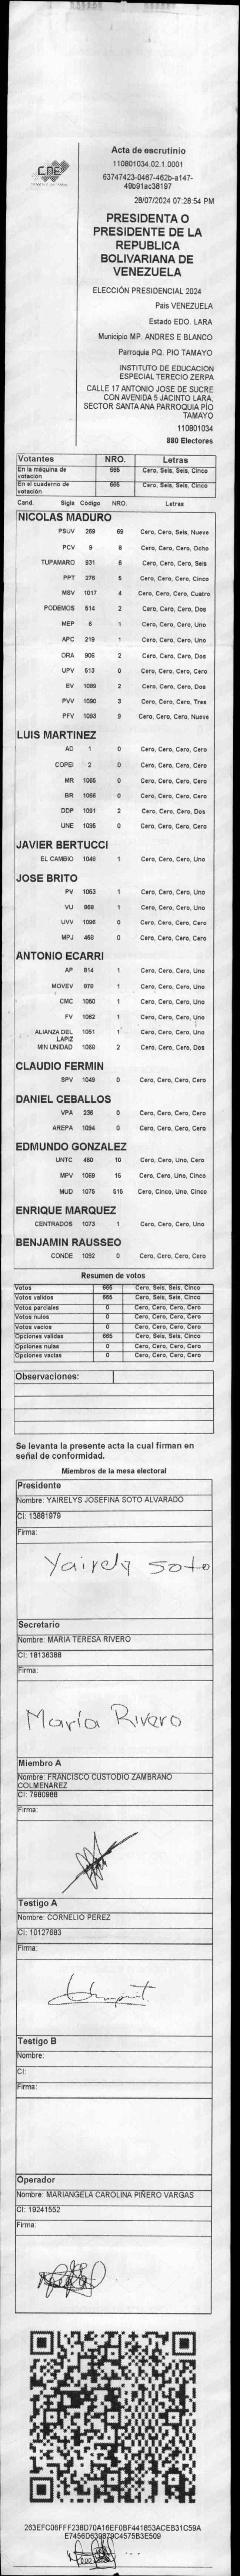 CNE
Acta de escrutinio
110801034.02.1.0001
63747423-0467-462b-a147-
49b91ac38197
28/07/2024 07:28:54 PM
PRESIDENTA O
PRESIDENTE DE LA
REPUBLICA
BOLIVARIANA DE
VENEZUELA
ELECCIÓN PRESIDENCIAL 2024
País VENEZUELA
Estado EDO. LARA
Municipio MP. ANDRES E BLANCO
Parroquia PQ. PIO TAMAYO
INSTITUTO DE EDUCACION
ESPECIAL TERECIO ZERPA
CALLE 17 ANTONIO JOSE DE SUCRE
CON AVENIDA 5 JACINTO LARA,
SECTOR SANTA ANA PARROQUIA PIO
TAMAYO
110801034
880 Electores
Votantes NRO. Letras
En la máquina de votación 665 Cero, Seis, Seis, Cinco
En el cuaderno de votación 665 Cero, Seis, Seis, Cinco
Cand. Sigla Código NRO. Letras
NICOLAS MADURO
PSUV 269 69 Cero, Cero, Seis, Nueve
PCV 9 8 Cero, Cero, Cero, Ocho
TUPAMARO 931 6 Cero, Cero, Cero, Seis
PPT 276 5 Cero, Cero, Cero, Cinco
MSV 1017 4 Cero, Cero, Cero, Cuatro
PODEMOS 514 2 Cero, Cero, Cero, Dos
MEP 6 1 Cero, Cero, Cero, Uno
APC 219 1 Cero, Cero, Cero, Uno
ORA 906 2 Cero, Cero, Cero, Dos
UPV 513 0 Cero, Cero, Cero, Cero
EV 1089 2 Cero, Cero, Cero, Dos
PVV 1090 3 Cero, Cero, Cero, Tres
PFV 1093 9 Cero, Cero, Cero, Nueve
LUIS MARTINEZ
AD 1 0 Cero, Cero, Cero, Cero
COPEI 2 0 Cero, Cero, Cero, Cero
MR 1065 0 Cero, Cero, Cero, Cero
BR 1066 0 Cero, Cero, Cero, Cero
DDP 1091 2 Cero, Cero, Cero, Dos
UNE 1095 0 Cero, Cero, Cero, Cero
JAVIER BERTUCCI
EL CAMBIO 1048 1 Cero, Cero, Cero, Uno
JOSE BRITO
PV 1053 1 Cero, Cero, Cero, Uno
VU 868 1 Cero, Cero, Cero, Uno
UVV 1096 0 Cero, Cero, Cero, Cero
MPJ 458 0 Cero, Cero, Cero, Cero
ANTONIO ECARRI
AP 814 1 Cero, Cero, Cero, Uno
MOVEV 878 1 Cero, Cero, Cero, Uno
CMC 1050 1 Cero, Cero, Cero, Uno
FV 1062 1 Cero, Cero, Cero, Uno
ALIANZA DEL LAPIZ 1051 1 Cero, Cero, Cero, Uno
MIN UNIDAD 1068 2 Cero, Cero, Cero, Dos
CLAUDIO FERMIN
SPV 1049 0 Cero, Cero, Cero, Cero
DANIEL CEBALLOS
VPA 236 0 Cero, Cero, Cero, Cero
AREPA 1094 0 Cero, Cero, Cero, Cero
EDMUNDO GONZALEZ
UNTC 460 10 Cero, Cero, Uno, Cero
MPV 1069 15 Cero, Cero, Uno, Cinco
MUD 1075 515 Cero, Cinco, Uno, Cinco
ENRIQUE MARQUEZ
CENTRADOS 1073 1 Cero, Cero, Cero, Uno
BENJAMIN RAUSSEO
CONDE 1092 0 Cero, Cero, Cero, Cero
Resumen de votos
Votos 665 Cero, Seis, Seis, Cinco
Votos validos 665 Cero, Seis, Seis, Cinco
Votos parciales 0 Cero, Cero, Cero, Cero
Votos nulos 0 Cero, Cero, Cero, Cero
Votos vacios 0 Cero, Cero, Cero, Cero
Opciones validas 665 Cero, Seis, Seis, Cinco
Opciones nulas 0 Cero, Cero, Cero, Cero
Opciones vacias 0 Cero, Cero, Cero, Cero
Observaciones:
Se levanta la presente acta la cual firman en
señal de conformidad.
Miembros de la mesa electoral
Presidente
Nombre: YAIRELYS JOSEFINA SOTO ALVARADO
CI: 13881979
Firma:
Yairely Soto
Secretario
Nombre: MARIA TERESA RIVERO
CI: 18136388
Firma:
María Rivero
Miembro A
Nombre: FRANCISCO CUSTODIO ZAMBRANO
COLMENAREZ
CI: 7980988
Firma:
Testigo A
Nombre: CORNELIO PEREZ
CI: 10127683
Firma:
Testigo B
Nombre:
CI:
Firma:
Operador
Nombre: MARIANGELA CAROLINA PIÑERO VARGAS
CI: 19241552
Firma:
263EFC06FFF238D70A16EF0BF441853ACEB31C59A
E7456D639879C4575B3E509